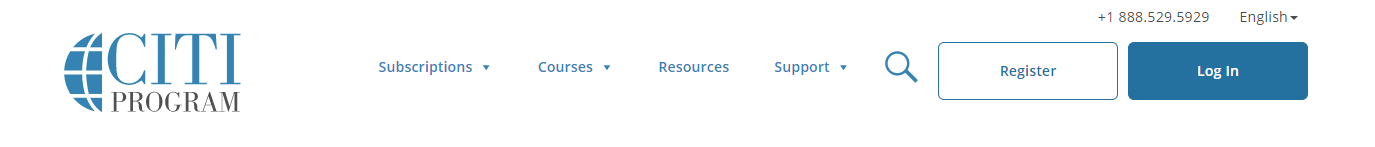 +1 888.529.5929 English
CITI
PROGRAM
Subscriptions Courses Resources Support Register Log In